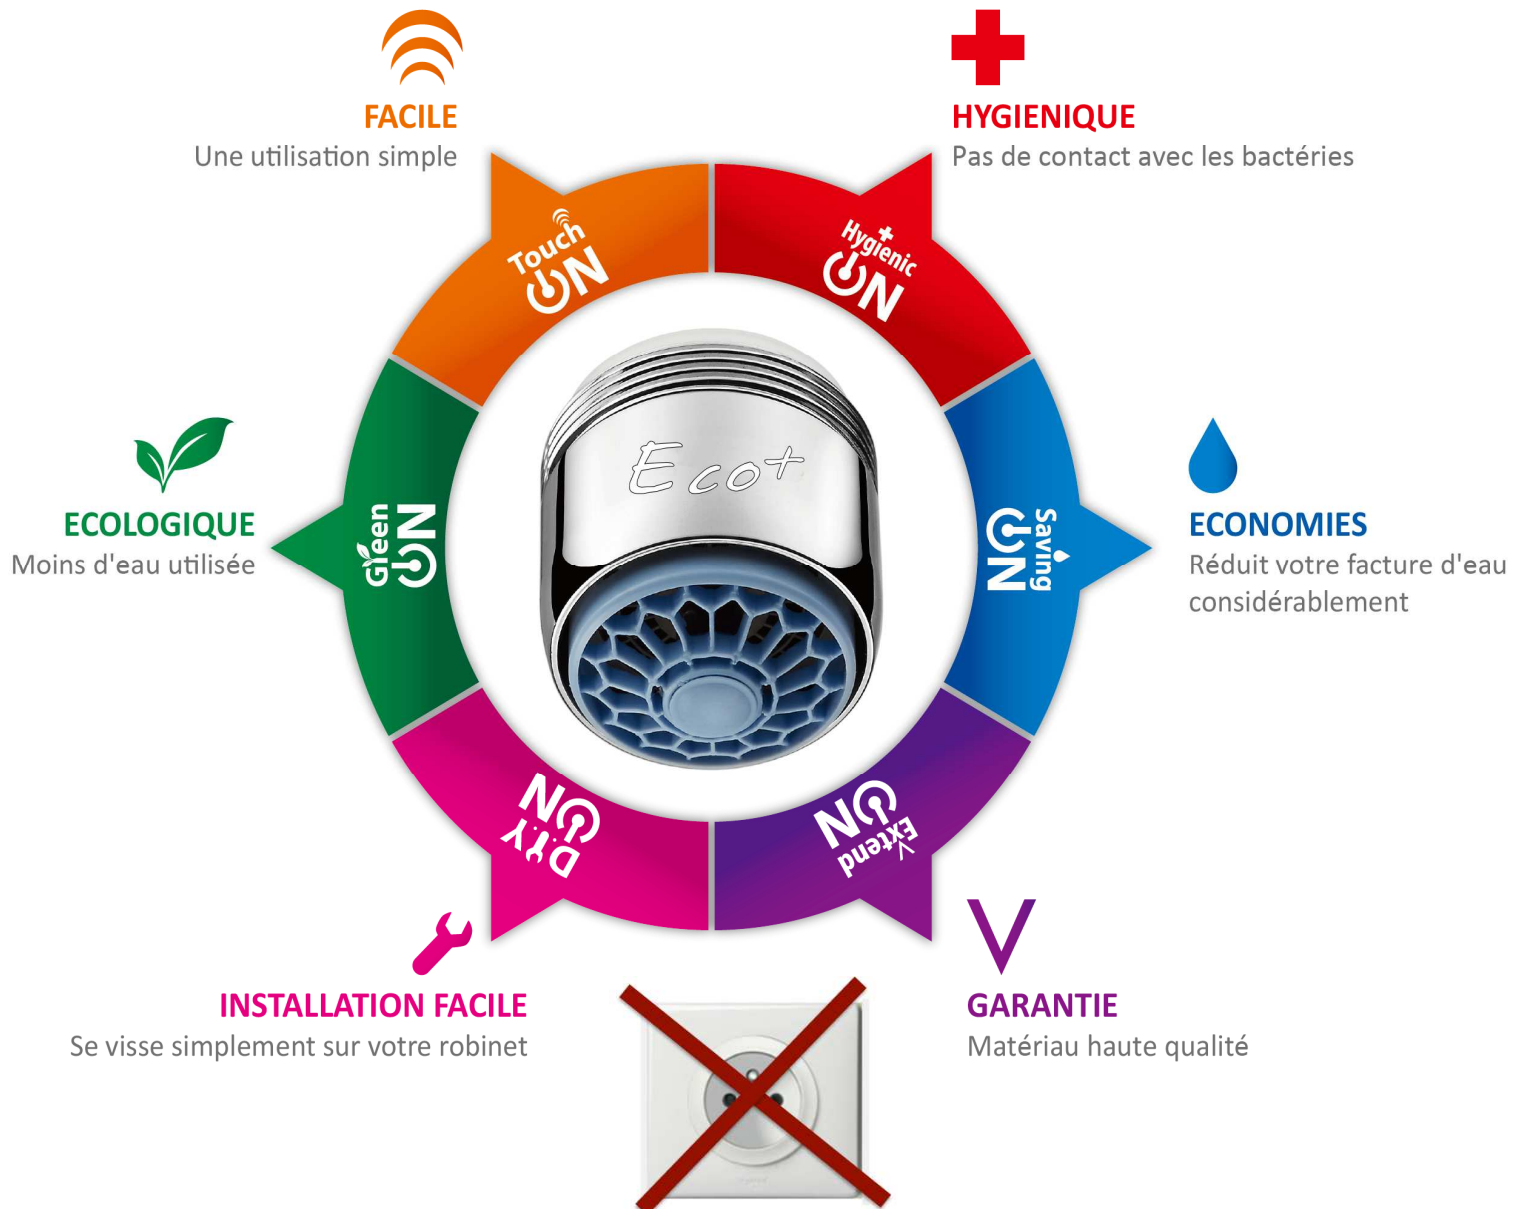 FACILE
Une utilisation simple
HYGIENIQUE
Pas de contact avec les bactéries
Touch
ON
Hygienic
ON
Eco+
ECOLOGIQUE
Moins d'eau utilisée
Green
ON
Saving
ON
ECONOMIES
Réduit votre facture d'eau
considérablement
D.I.Y
ON
Extend
ON
INSTALLATION FACILE
Se visse simplement sur votre robinet
GARANTIE
Matériau haute qualité